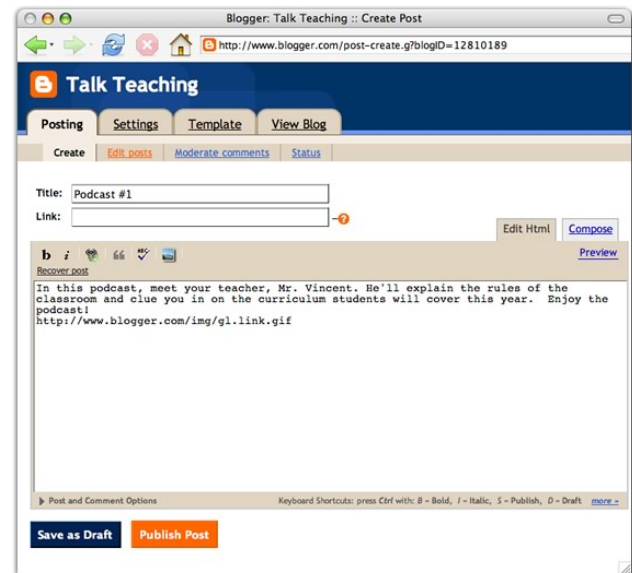 Blogger: Talk Teaching :: Create Post
http://www.blogger.com/post-create.g?blogID=12810189
Talk Teaching
Posting Settings Template View Blog
Create Edit posts Moderate comments Status
Title: Podcast #1
Link:
Edit Html Compose
b i ABC
Preview
Recover post
In this podcast, meet your teacher, Mr. Vincent. He'll explain the rules of the
classroom and clue you in on the curriculum students will cover this year.  Enjoy the
podcast!
http://www.blogger.com/img/gl.link.gif
Post and Comment Options Keyboard Shortcuts: press Ctrl with: B = Bold, I = Italic, S = Publish, D = Draft more »
Save as Draft Publish Post